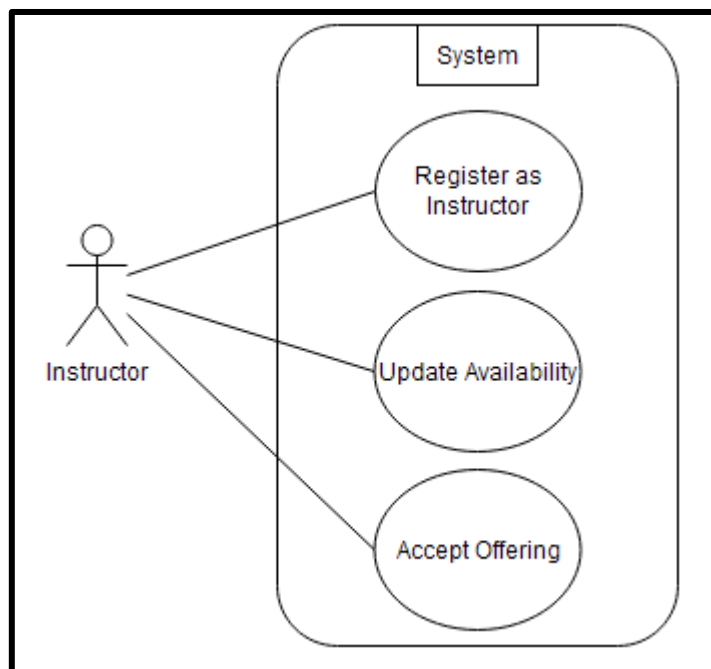 System
Register as
Instructor
Instructor
Update Availability
Accept Offering